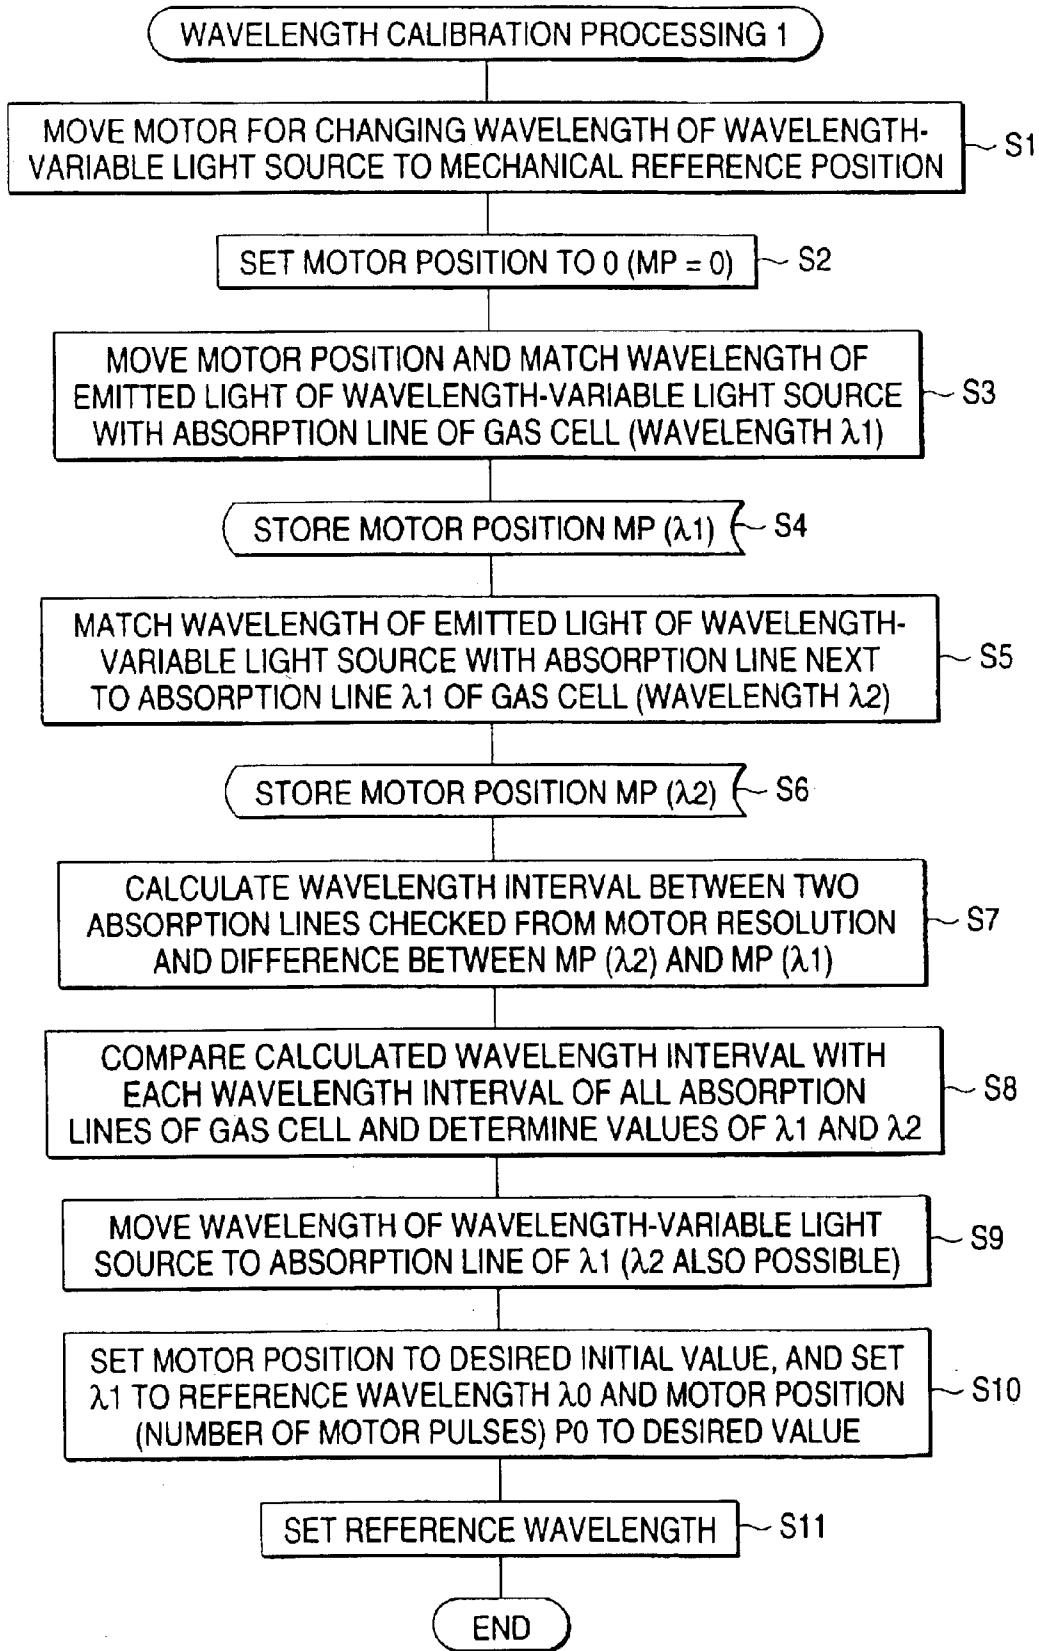 WAVELENGTH CALIBRATION PROCESSING 1
MOVE MOTOR FOR CHANGING WAVELENGTH OF WAVELENGTH-
VARIABLE LIGHT SOURCE TO MECHANICAL REFERENCE POSITION
S1
SET MOTOR POSITION TO 0 (MP = 0)
S2
MOVE MOTOR POSITION AND MATCH WAVELENGTH OF
EMITTED LIGHT OF WAVELENGTH-VARIABLE LIGHT SOURCE
WITH ABSORPTION LINE OF GAS CELL (WAVELENGTH λ1)
S3
STORE MOTOR POSITION MP (λ1)
S4
MATCH WAVELENGTH OF EMITTED LIGHT OF WAVELENGTH-
VARIABLE LIGHT SOURCE WITH ABSORPTION LINE NEXT
TO ABSORPTION LINE λ1 OF GAS CELL (WAVELENGTH λ2)
S5
STORE MOTOR POSITION MP (λ2)
S6
CALCULATE WAVELENGTH INTERVAL BETWEEN TWO
ABSORPTION LINES CHECKED FROM MOTOR RESOLUTION
AND DIFFERENCE BETWEEN MP (λ2) AND MP (λ1)
S7
COMPARE CALCULATED WAVELENGTH INTERVAL WITH
EACH WAVELENGTH INTERVAL OF ALL ABSORPTION
LINES OF GAS CELL AND DETERMINE VALUES OF λ1 AND λ2
S8
MOVE WAVELENGTH OF WAVELENGTH-VARIABLE LIGHT
SOURCE TO ABSORPTION LINE OF λ1 (λ2 ALSO POSSIBLE)
S9
SET MOTOR POSITION TO DESIRED INITIAL VALUE, AND SET
λ1 TO REFERENCE WAVELENGTH λ0 AND MOTOR POSITION
(NUMBER OF MOTOR PULSES) P0 TO DESIRED VALUE
S10
SET REFERENCE WAVELENGTH
S11
END